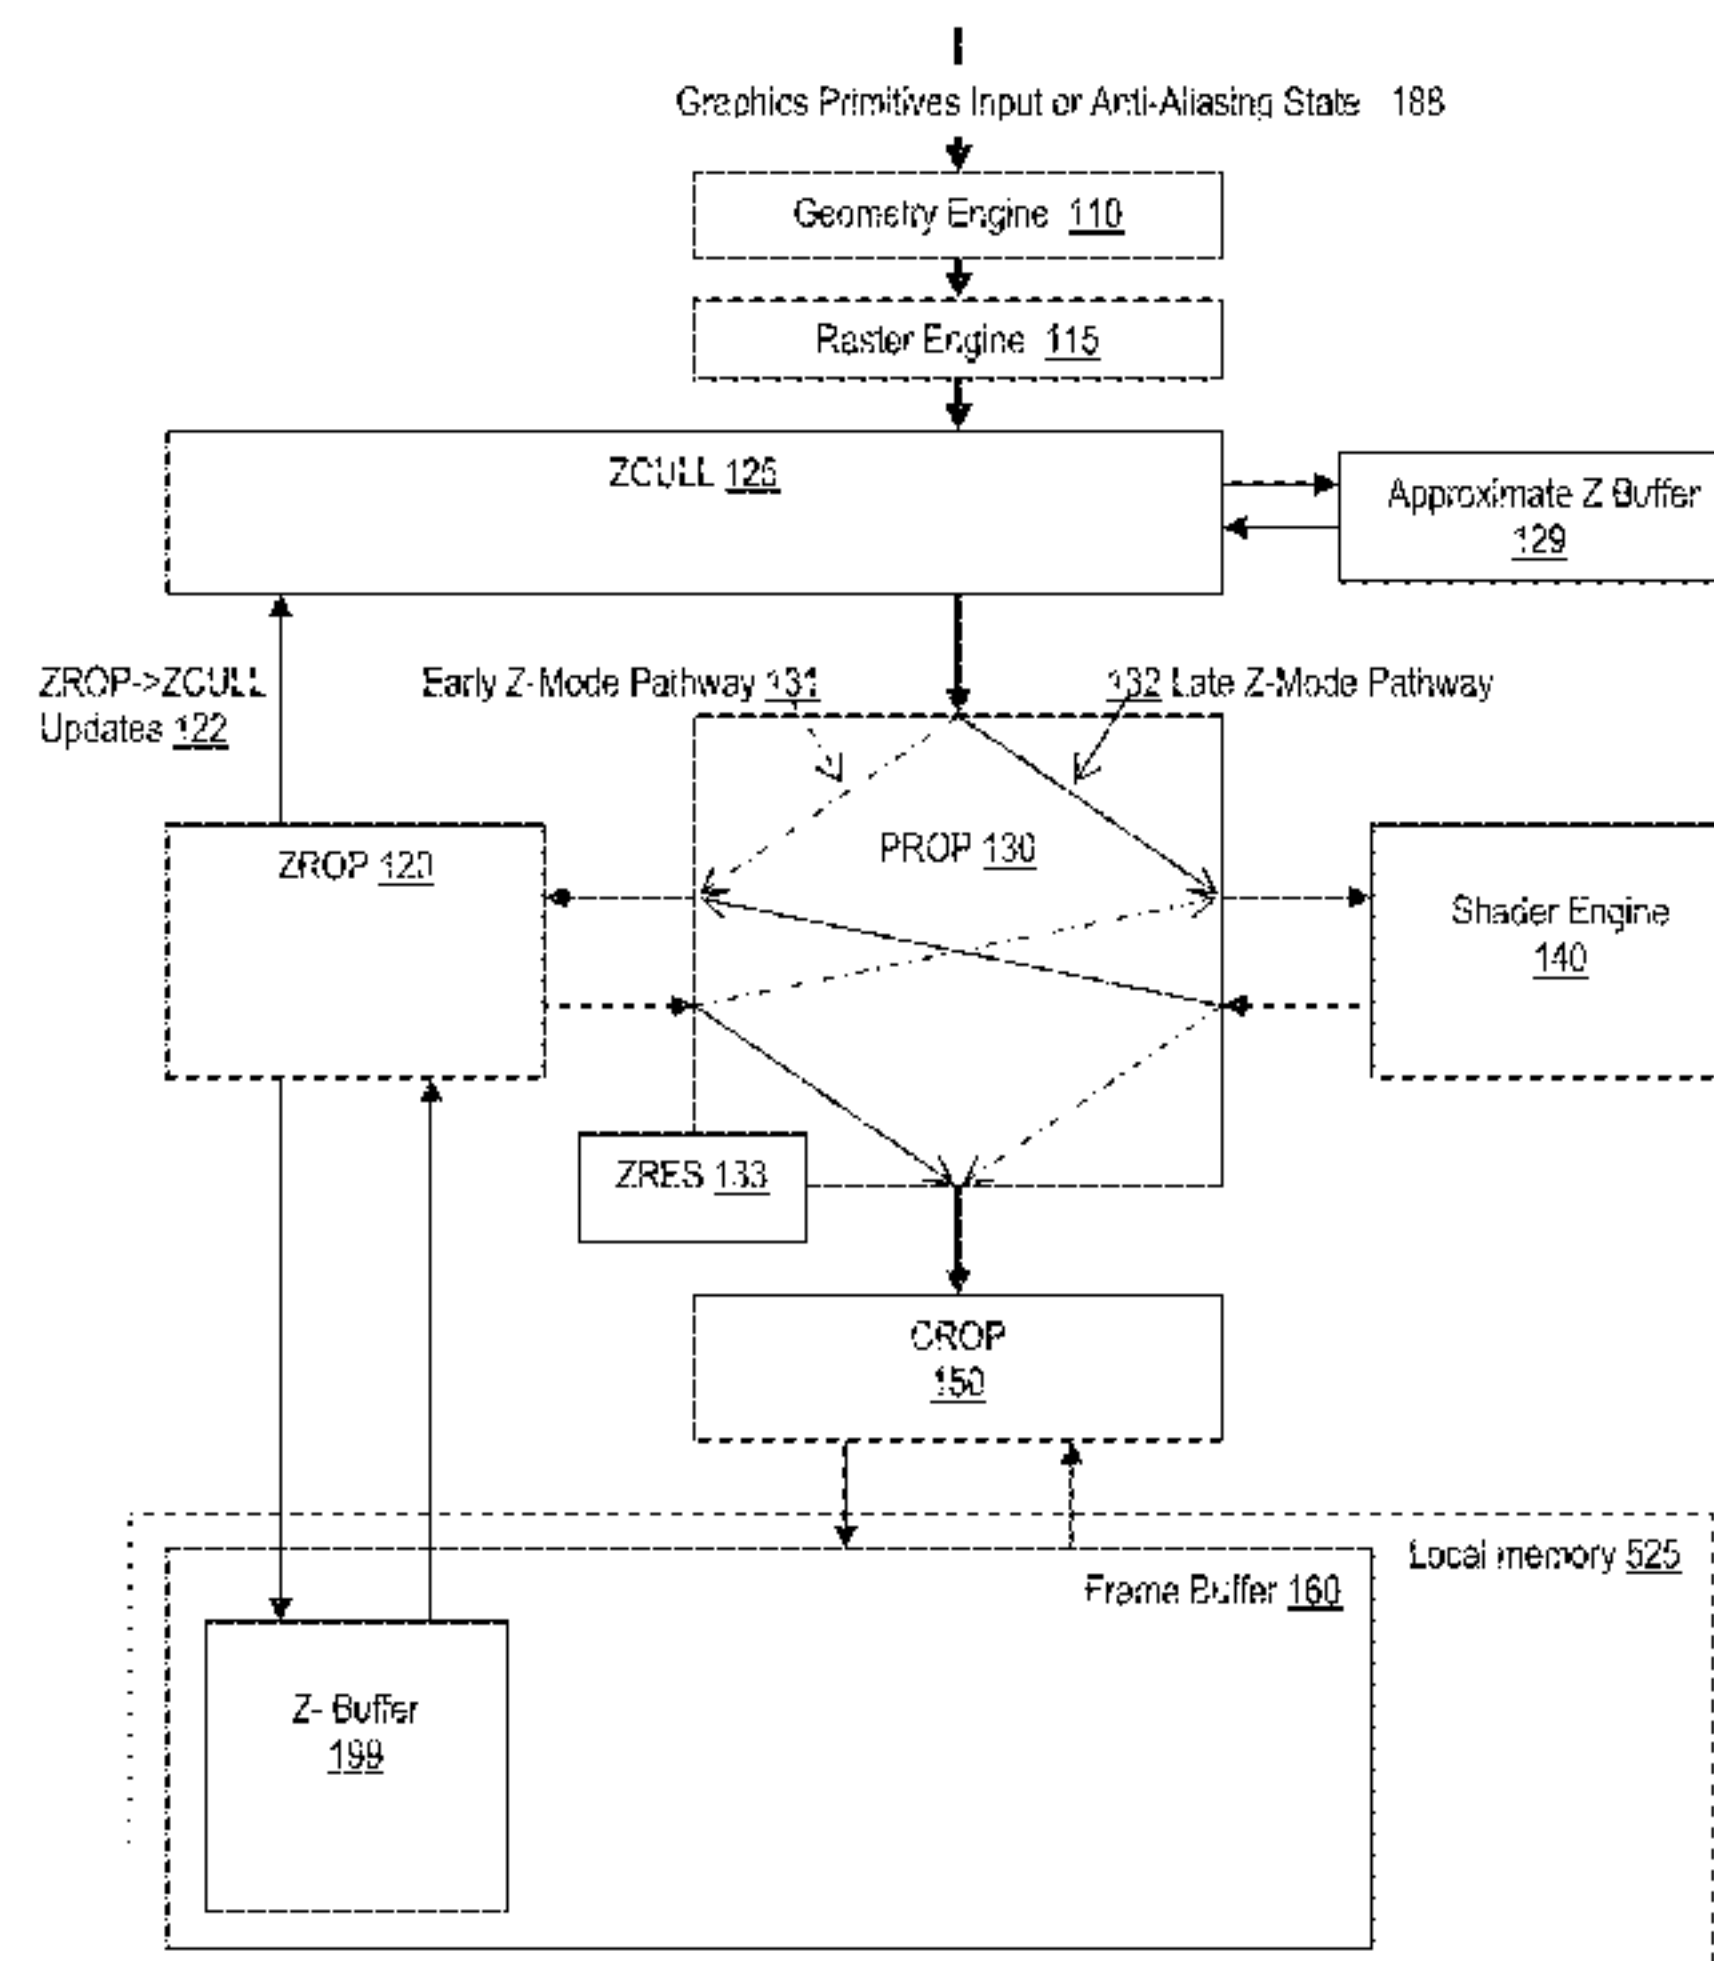 Graphics Primitives Input or Anti-Aliasing State 188
Geometry Engine 110
Raster Engine 115
ZCULL 125
Approximate Z Buffer
129
ZROP->ZCULL
Updates 122
Early Z-Mode Pathway 131
132 Late Z-Mode Pathway
ZROP 120
PROP 130
Shader Engine
140
ZRES 133
CROP
150
Local memory 525
Frame Buffer 160
Z- Buffer
199